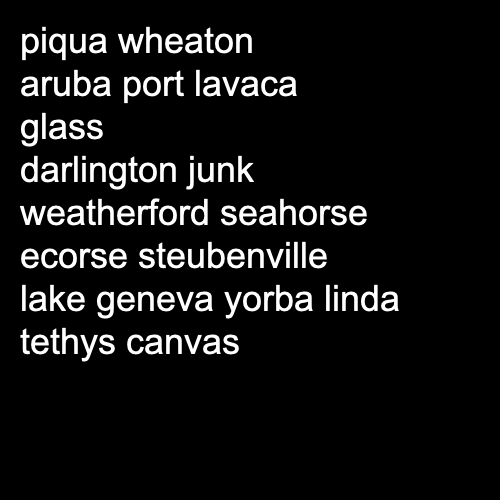 piqua wheaton
aruba port lavaca
glass
darlington junk
weatherford seahorse
ecorse steubenville
lake geneva yorba linda
tethys canvas